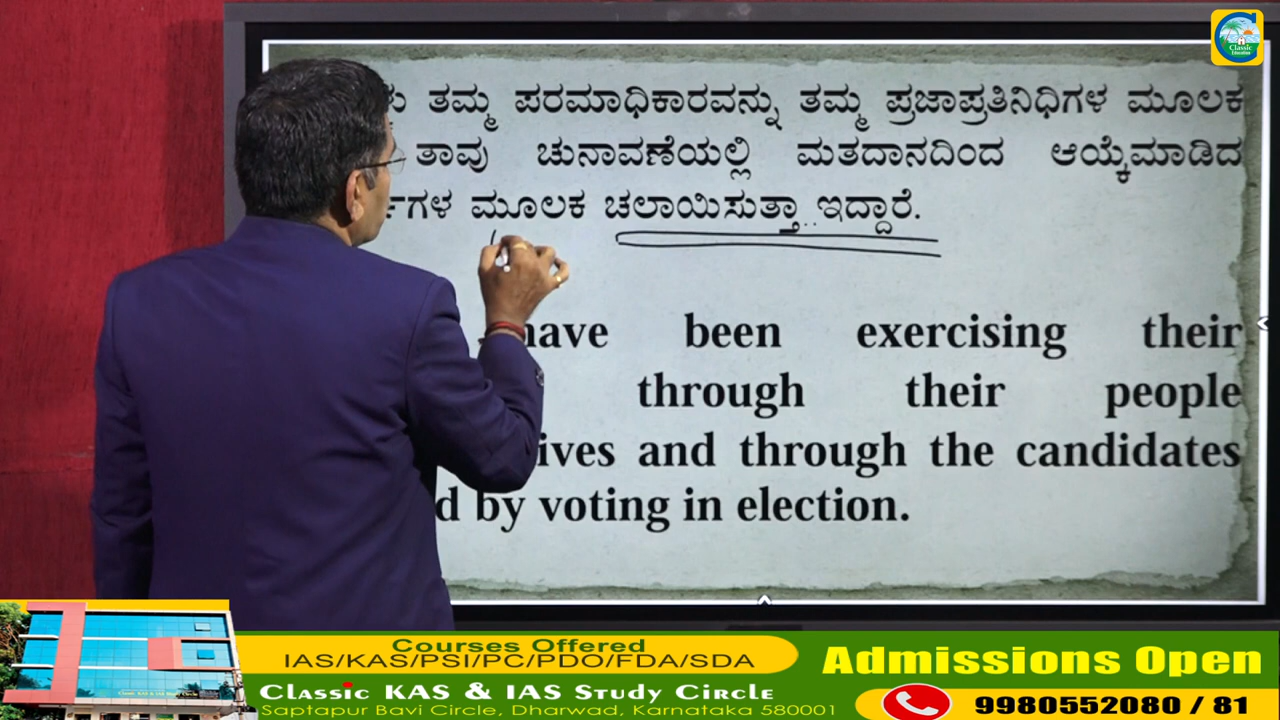 ತಮ್ಮ ಪರಮಾಧಿಕಾರವನ್ನು ತಮ್ಮ ಪ್ರಜಾಪ್ರತಿನಿಧಿಗಳ ಮೂಲಕ
ತಾವು ಚುನಾವಣೆಯಲ್ಲಿ ಮತದಾನದಿಂದ ಆಯ್ಕೆಮಾಡಿದ
ಮೂಲಕ ಚಲಾಯಿಸುತ್ತಾ ಇದ್ದಾರೆ.
have been exercising their
through their people
and through the candidates
by voting in election.
Classic
Education
Courses Offered
IAS/KAS/PSI/PC/PDO/FDA/SDA
Classic KAS & IAS Study Circle
Saptapur Bavi Circle, Dharwad, Karnataka 580001
Admissions Open
9980552080 / 81